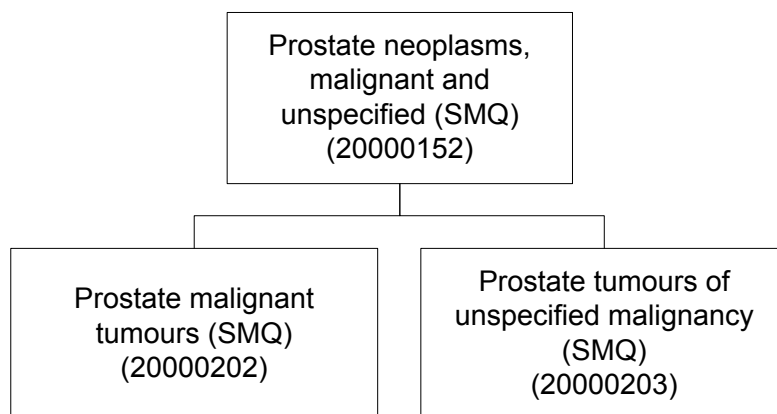 Prostate neoplasms,
malignant and
unspecified (SMQ)
(20000152)
Prostate malignant
tumours (SMQ)
(20000202)
Prostate tumours of
unspecified malignancy
(SMQ)
(20000203)